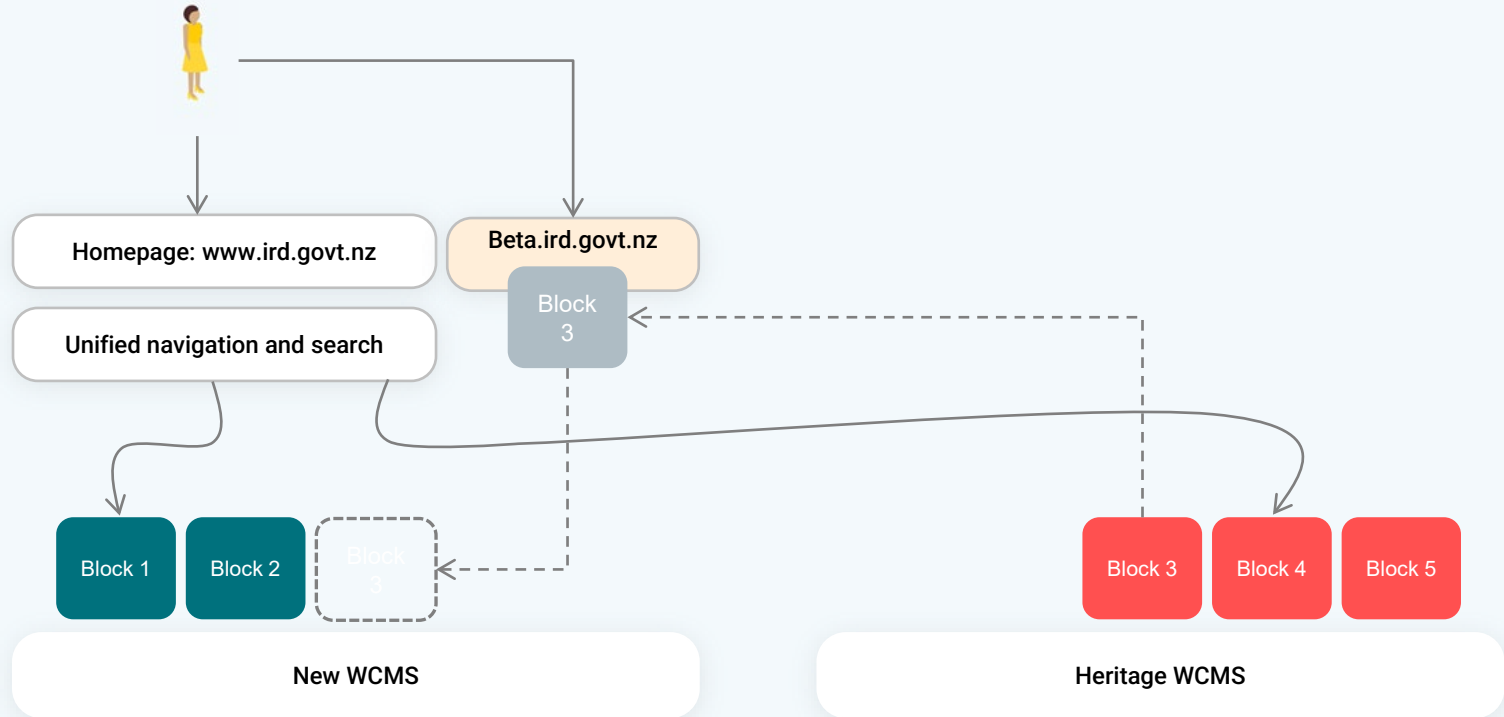 Homepage: www.ird.govt.nz
Beta.ird.govt.nz
Block
3
Unified navigation and search
Block 1
Block 2
Block
3
Block 3
Block 4
Block 5
New WCMS
Heritage WCMS